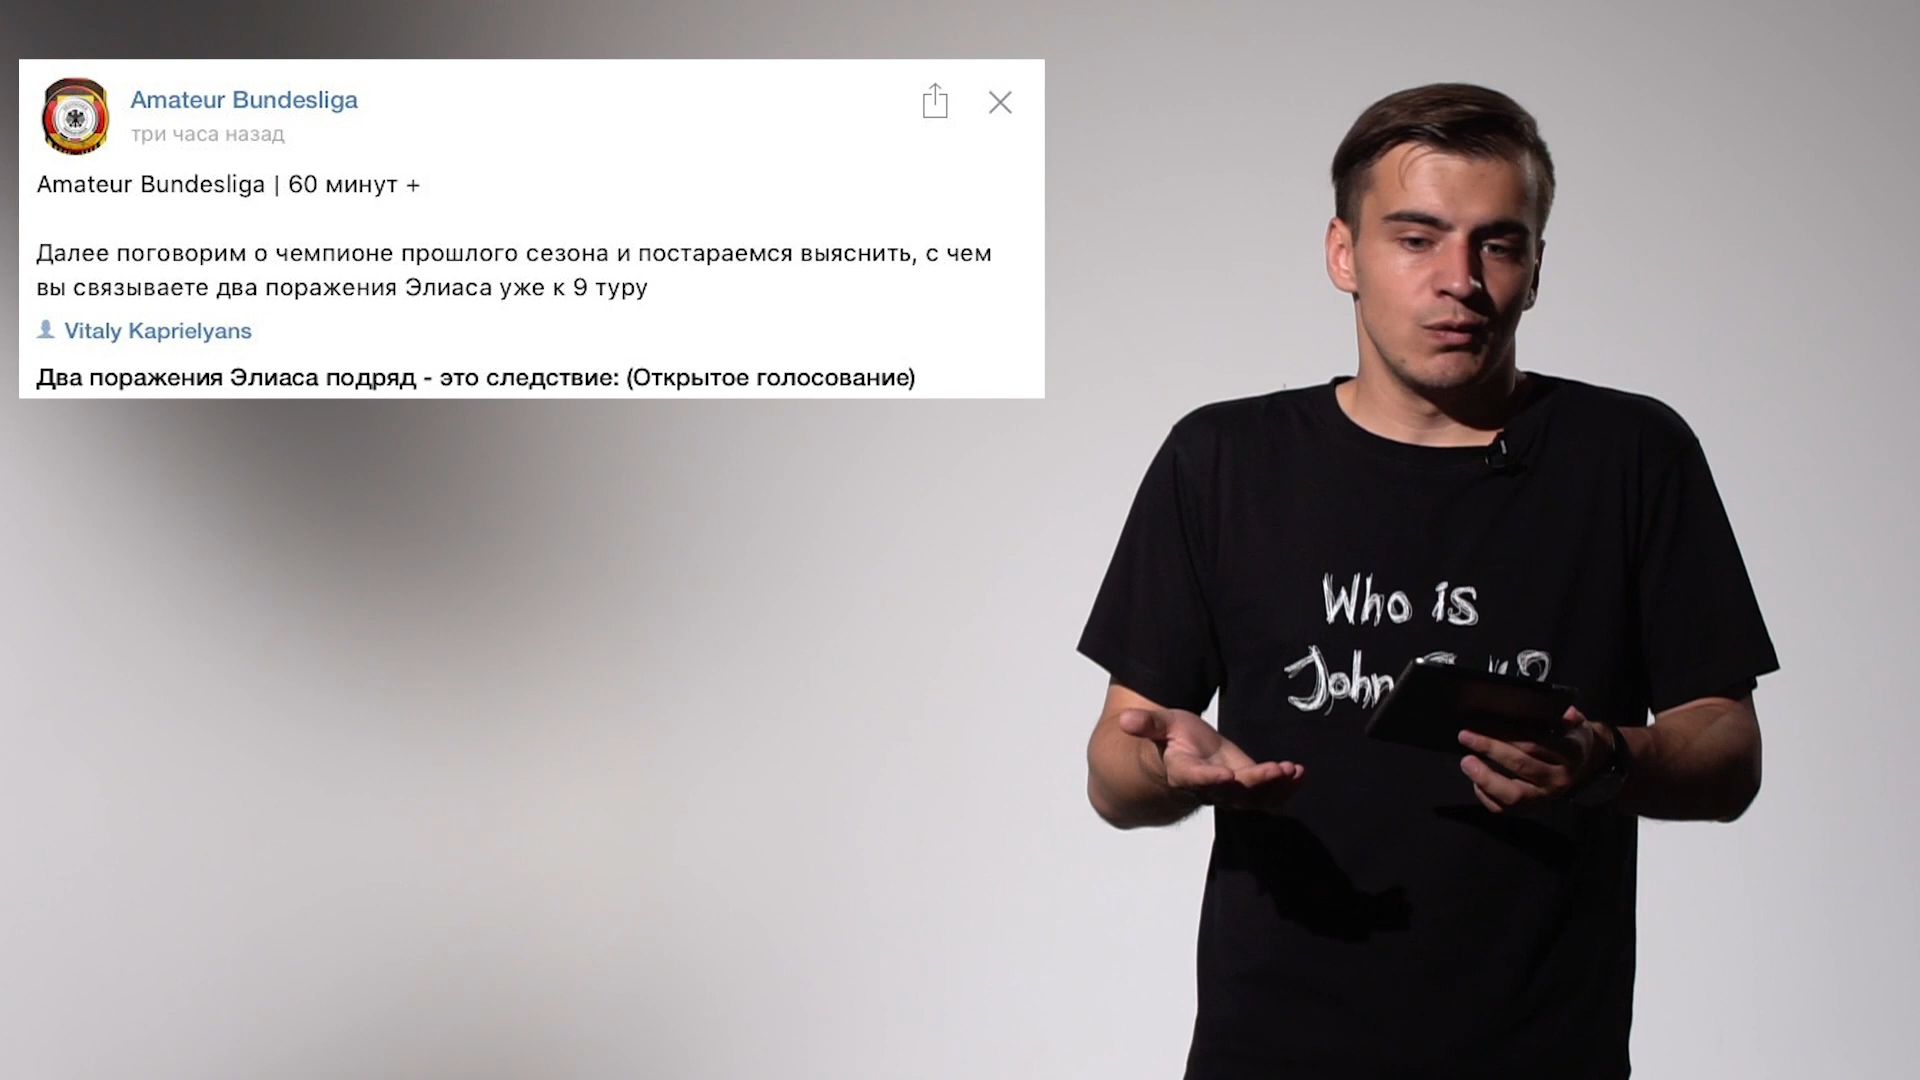 Amateur Bundesliga
три часа назад
Amateur Bundesliga | 60 минут +
Далее поговорим о чемпионе прошлого сезона и постараемся выяснить, с чем
вы связываете два поражения Элиаса уже к 9 туру
Vitaly Kaprielyans
Два поражения Элиаса подряд - это следствие: (Открытое голосование)
Who is
John